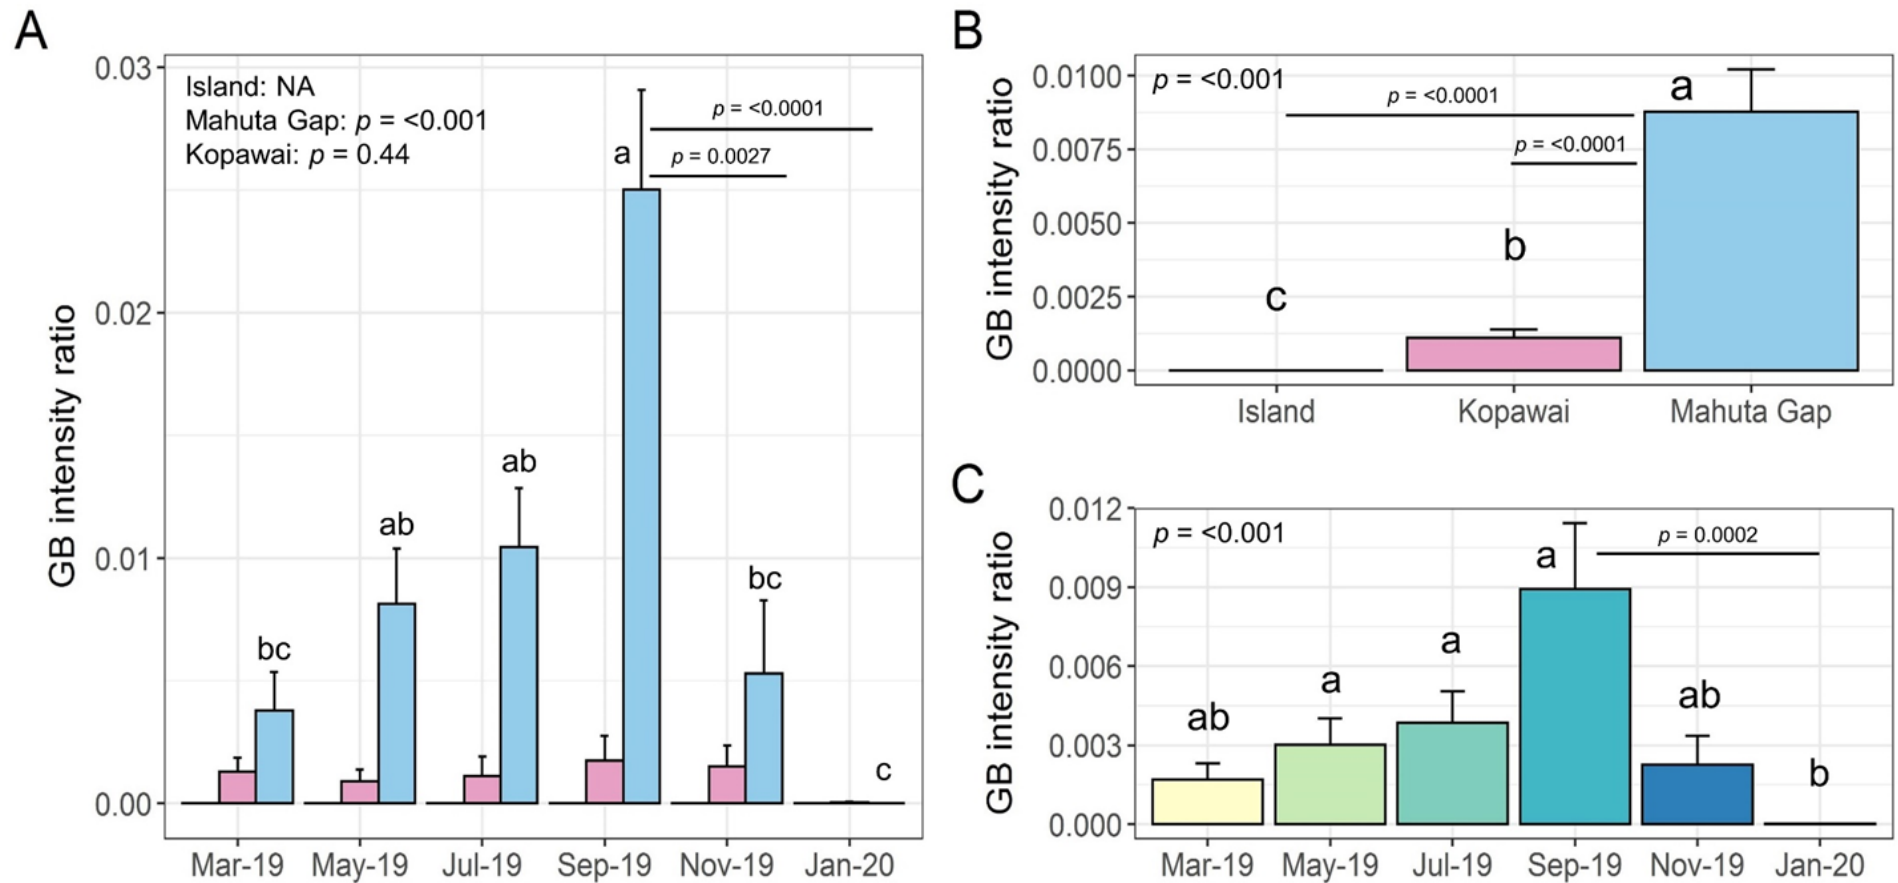 A
GB intensity ratio
0.03
0.02
0.01
0.00
Island: NA
Mahuta Gap: p = <0.001
Kopawai: p = 0.44
p = <0.0001
p = 0.0027
bc
ab
ab
a
bc
c
Mar-19 May-19 Jul-19 Sep-19 Nov-19 Jan-20
B
GB intensity ratio
0.0100
0.0075
0.0050
0.0025
0.0000
p = <0.001
p = <0.0001
p = <0.0001
c
b
a
Island Kopawai Mahuta Gap
C
GB intensity ratio
0.012
0.009
0.006
0.003
0.000
p = <0.001
p = 0.0002
ab
a
a
a
ab
b
Mar-19 May-19 Jul-19 Sep-19 Nov-19 Jan-20